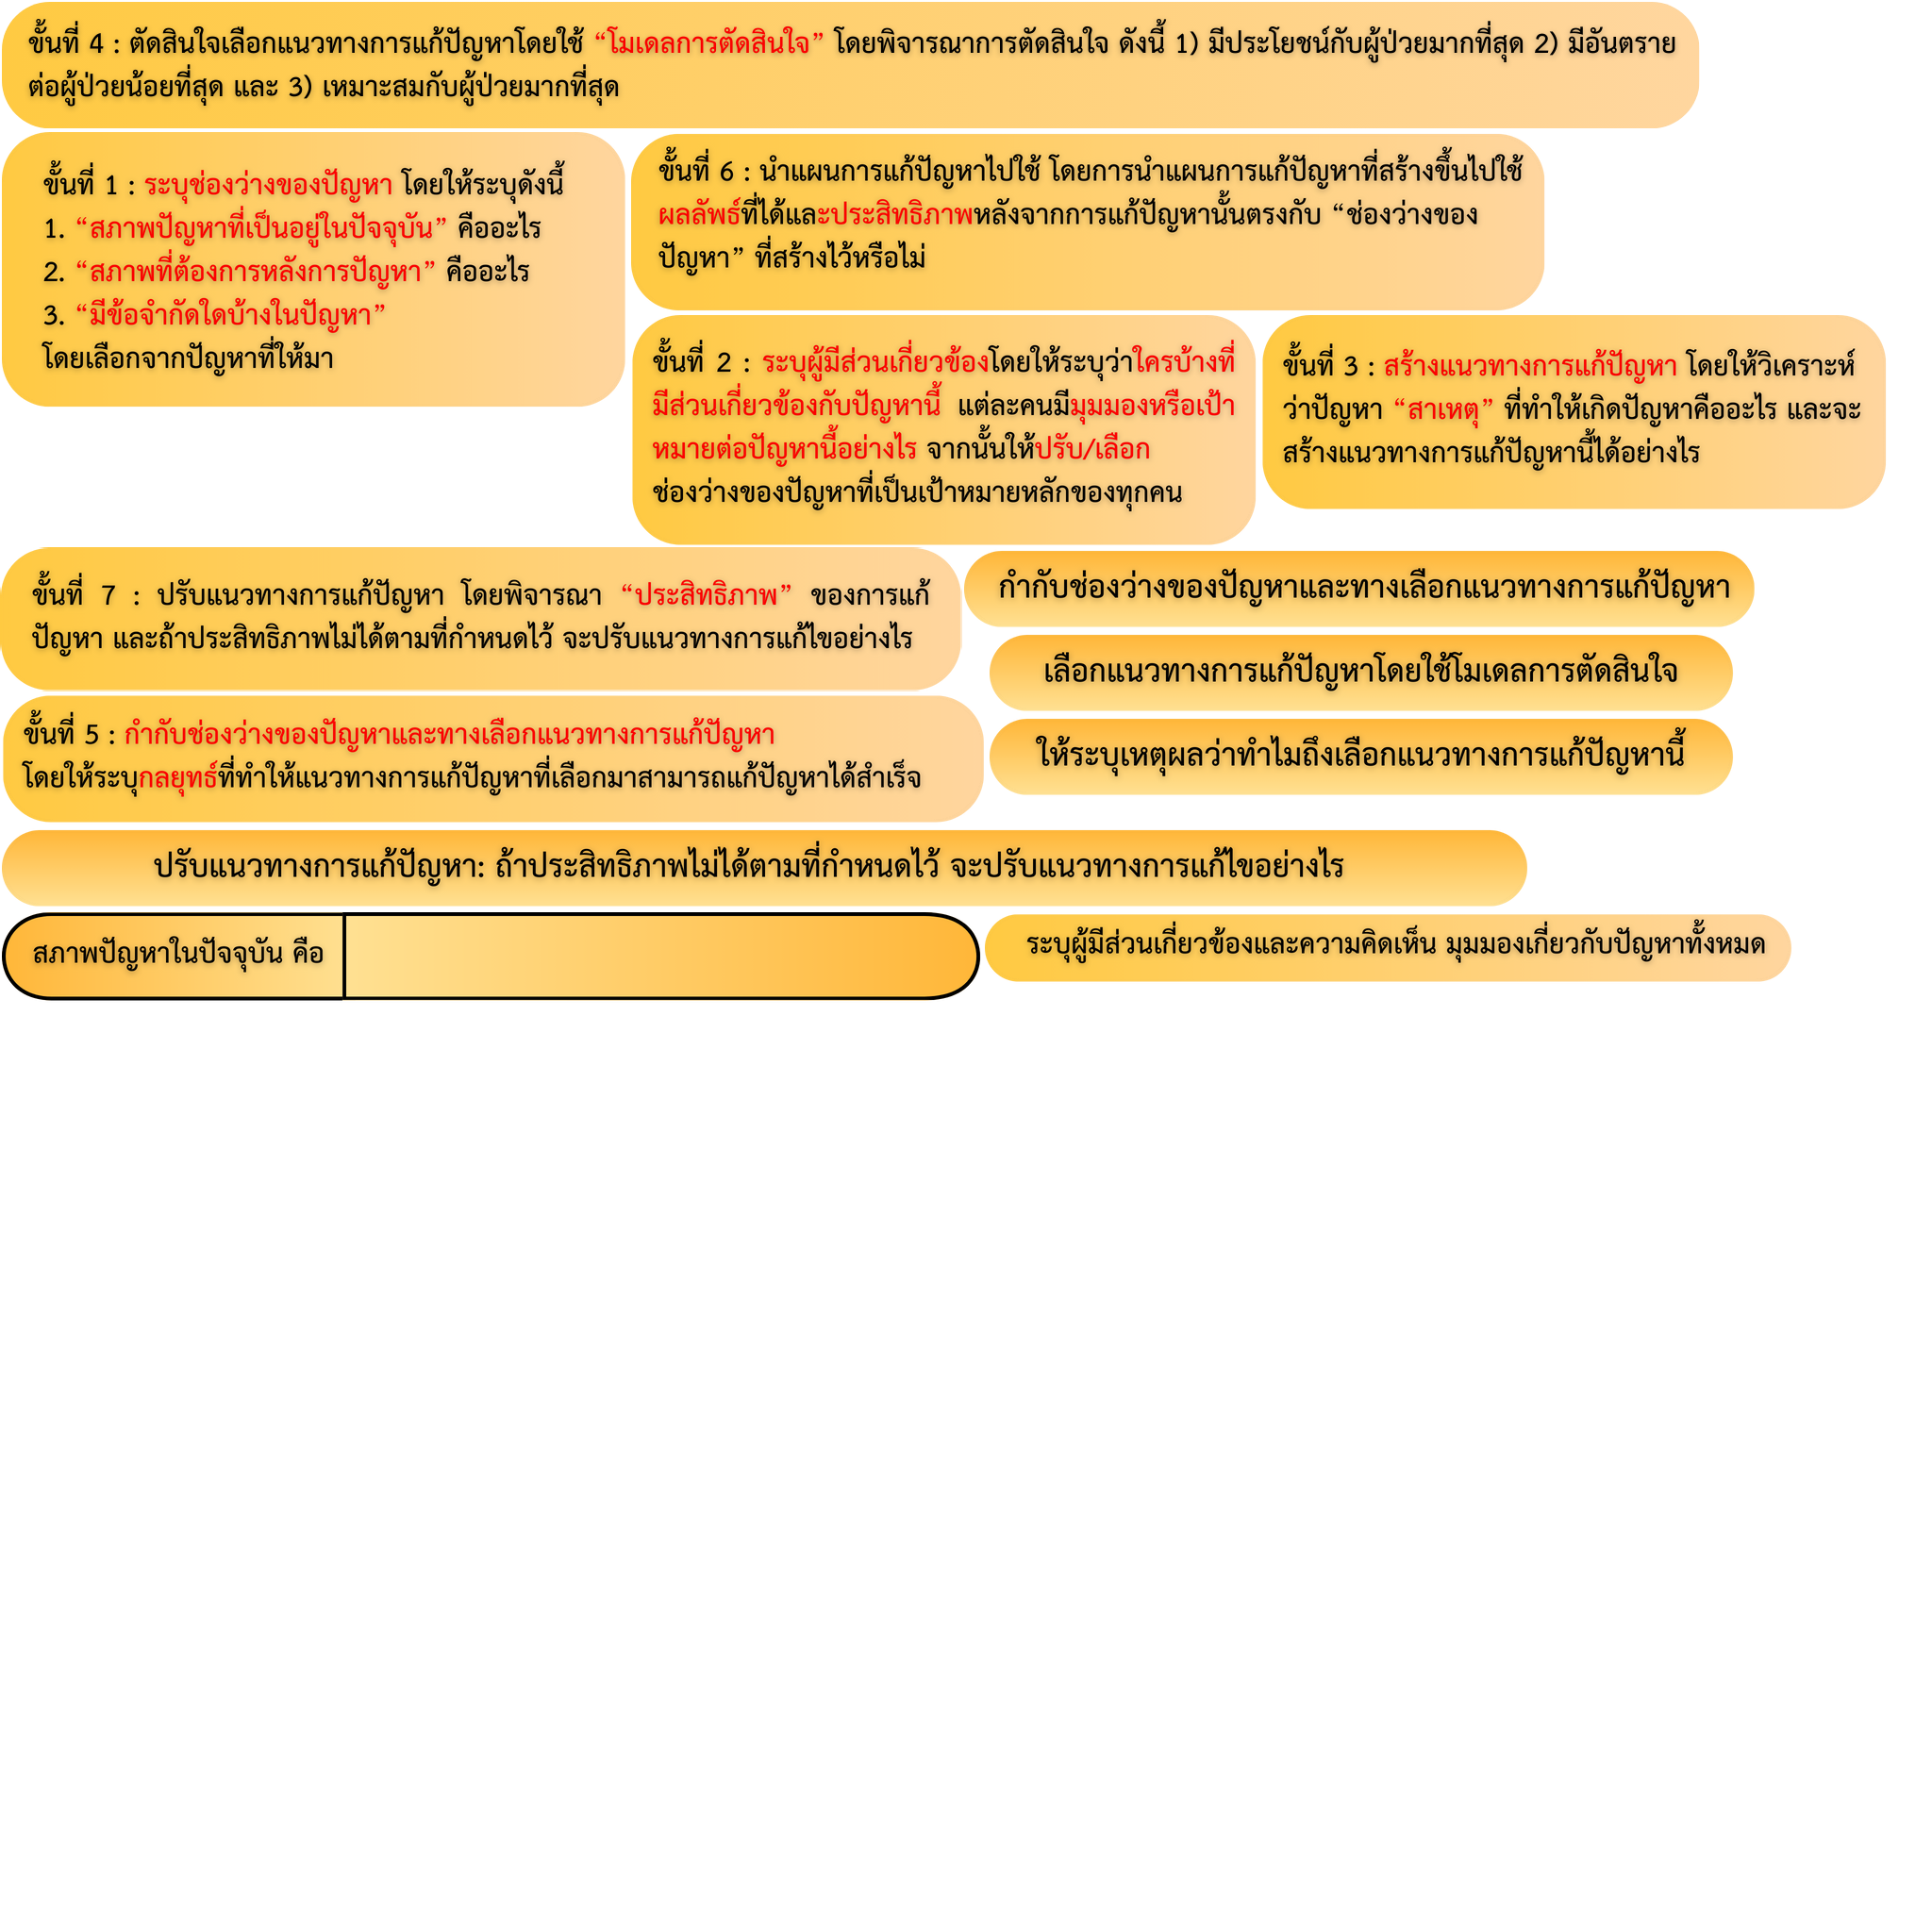 ขั้นที่ 4 : ตัดสินใจเลือกแนวทางการแก้ปัญหาโดยใช้ “โมเดลการตัดสินใจ” โดยพิจารณาการตัดสินใจ ดังนี้ 1) มีประโยชน์กับผู้ป่วยมากที่สุด 2) มีอันตราย
ต่อผู้ป่วยน้อยที่สุด และ 3) เหมาะสมกับผู้ป่วยมากที่สุด
ขั้นที่ 1 : ระบุช่องว่างของปัญหา โดยให้ระบุดังนี้
1. “สภาพปัญหาที่เป็นอยู่ในปัจจุบัน” คืออะไร
2. “สภาพที่ต้องการหลังการปัญหา” คืออะไร
3. “มีข้อจำกัดใดบ้างในปัญหา”
โดยเลือกจากปัญหาที่ให้มา
ขั้นที่ 6 : นำแผนการแก้ปัญหาไปใช้ โดยการนำแผนการแก้ปัญหาที่สร้างขึ้นไปใช้
ผลลัพธ์ที่ได้และประสิทธิภาพหลังจากการแก้ปัญหานั้นตรงกับ “ช่องว่างของ
ปัญหา” ที่สร้างไว้หรือไม่
ขั้นที่ 2 : ระบุผู้มีส่วนเกี่ยวข้องโดยให้ระบุว่าใครบ้างที่
มีส่วนเกี่ยวข้องกับปัญหานี้ แต่ละคนมีมุมมองหรือเป้า
หมายต่อปัญหานี้อย่างไร จากนั้นให้ปรับ/เลือก
ช่องว่างของปัญหาที่เป็นเป้าหมายหลักของทุกคน
ขั้นที่ 3 : สร้างแนวทางการแก้ปัญหา โดยให้วิเคราะห์
ว่าปัญหา “สาเหตุ” ที่ทำให้เกิดปัญหาคืออะไร และจะ
สร้างแนวทางการแก้ปัญหานี้ได้อย่างไร
ขั้นที่ 7 : ปรับแนวทางการแก้ปัญหา โดยพิจารณา “ประสิทธิภาพ” ของการแก้
ปัญหา และถ้าประสิทธิภาพไม่ได้ตามที่กำหนดไว้ จะปรับแนวทางการแก้ไขอย่างไร
กำกับช่องว่างของปัญหาและทางเลือกแนวทางการแก้ปัญหา
เลือกแนวทางการแก้ปัญหาโดยใช้โมเดลการตัดสินใจ
ขั้นที่ 5 : กำกับช่องว่างของปัญหาและทางเลือกแนวทางการแก้ปัญหา
โดยให้ระบุกลยุทธ์ที่ทำให้แนวทางการแก้ปัญหาที่เลือกมาสามารถแก้ปัญหาได้สำเร็จ
ให้ระบุเหตุผลว่าทำไมถึงเลือกแนวทางการแก้ปัญหานี้
ปรับแนวทางการแก้ปัญหา: ถ้าประสิทธิภาพไม่ได้ตามที่กำหนดไว้ จะปรับแนวทางการแก้ไขอย่างไร
สภาพปัญหาในปัจจุบัน คือ
ระบุผู้มีส่วนเกี่ยวข้องและความคิดเห็น มุมมองเกี่ยวกับปัญหาทั้งหมด